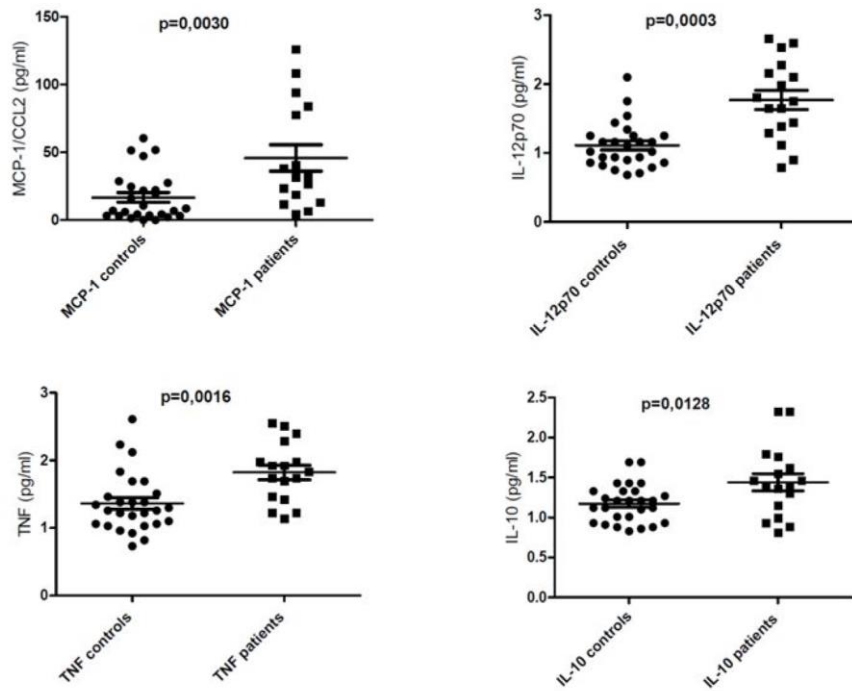 p=0,0030
MCP-1/CCL2 (pg/ml)
150
100
50
0
MCP-1 controls
MCP-1 patients
p=0,0003
IL-12p70 (pg/ml)
3
2
1
0
IL-12p70 controls
IL-12p70 patients
p=0,0016
TNF (pg/ml)
3
2
1
0
TNF controls
TNF patients
p=0,0128
IL-10 (pg/ml)
2.5
2.0
1.5
1.0
0.5
0.0
IL-10 controls
IL-10 patients